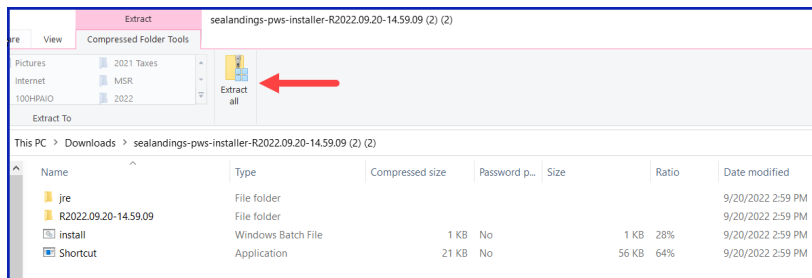 Extract
sealandings-pws-installer-R2022.09.20-14.59.09 (2) (2)
View
Compressed Folder Tools
Pictures
2021 Taxes
Internet
MSR
100HPAIO
2022
Extract
all
Extract To
This PC > Downloads > sealandings-pws-installer-R2022.09.20-14.59.09 (2) (2)
Name Type Compressed size Password p... Size Ratio Date modified
jre File folder 9/20/2022 2:59 PM
R2022.09.20-14.59.09 File folder 9/20/2022 2:59 PM
install Windows Batch File 1 KB No 1 KB 28% 9/20/2022 2:59 PM
Shortcut Application 21 KB No 56 KB 64% 9/20/2022 2:59 PM